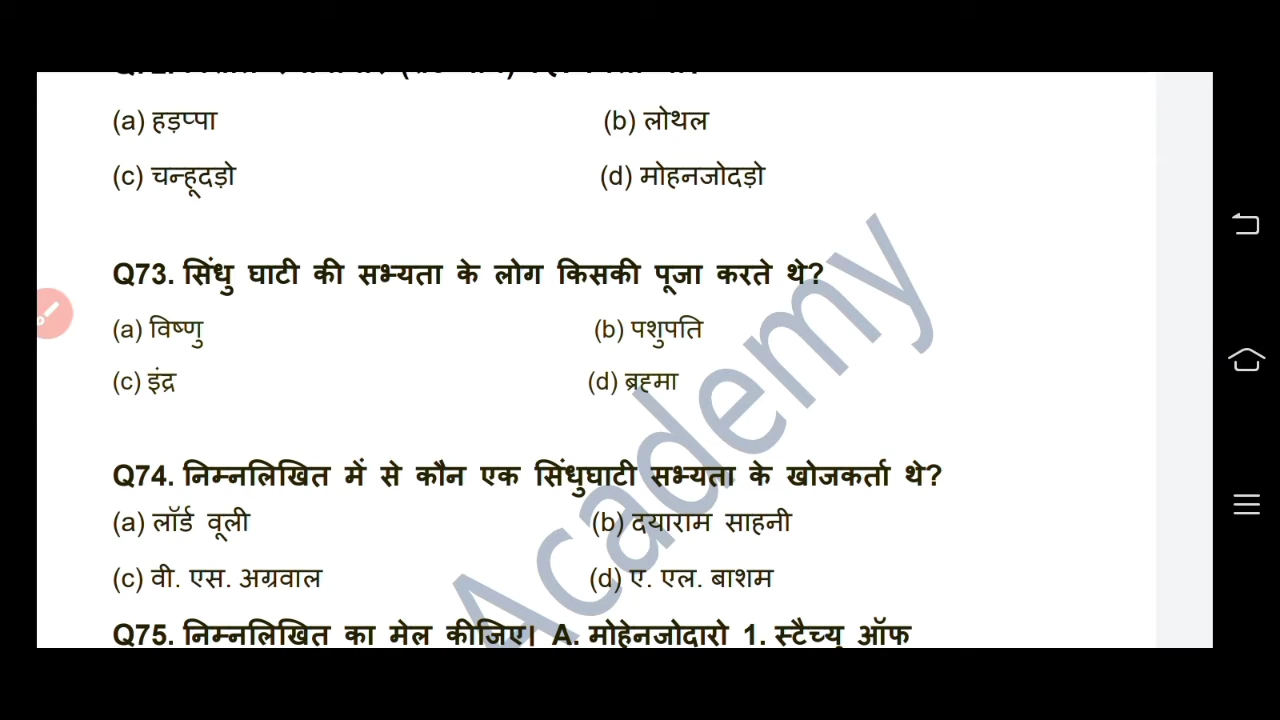 (a) हड़प्पा (b) लोथल
(c) चन्हूदड़ो (d) मोहनजोदड़ो
Q73. सिंधु घाटी की सभ्यता के लोग किसकी पूजा करते थे?
(a) विष्णु (b) पशुपति
(c) इंद्र (d) ब्रह्मा
Q74. निम्नलिखित में से कौन एक सिंधुघाटी सभ्यता के खोजकर्ता थे?
(a) लॉर्ड वूली (b) दयाराम साहनी
(c) वी. एस. अग्रवाल (d) ए. एल. बाशम
Q75. निम्नलिखित का मेल कीजिए। A. मोहेनजोदारो 1. स्टैच्यू ऑफ
Academy